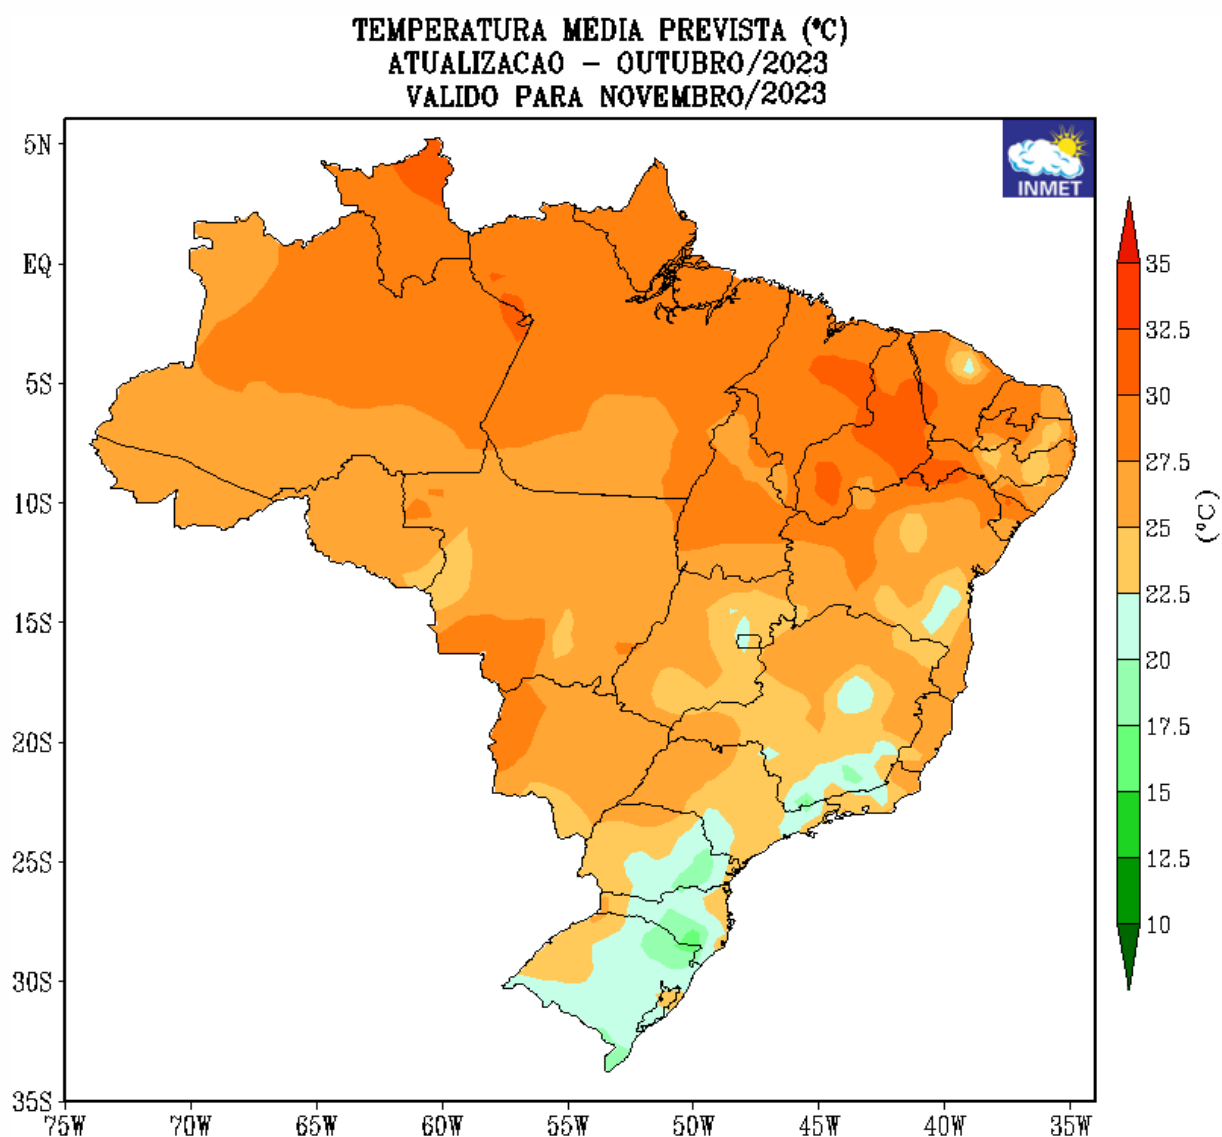 TEMPERATURA MEDIA PREVISTA (°C)
ATUALIZACAO – OUTUBRO/2023
VALIDO PARA NOVEMBRO/2023
INMET
5N
EQ
5S
10S
15S
20S
25S
30S
35S
75W
70W
65W
60W
55W
50W
45W
40W
35W
35
32.5
30
27.5
25
22.5
20
17.5
15
12.5
10
(°C)